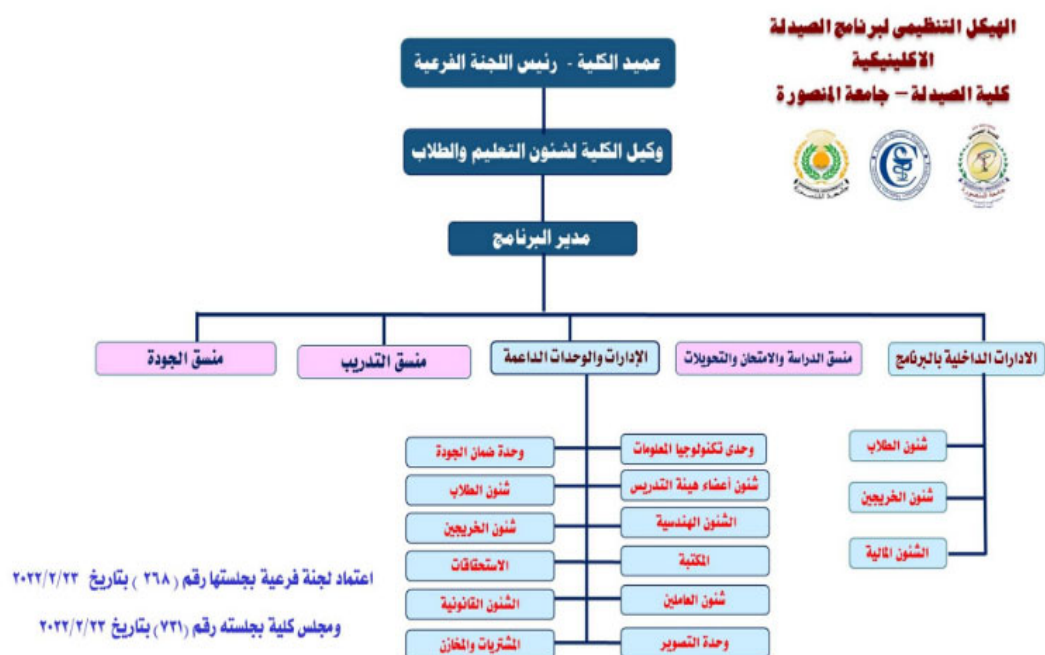 الهيكل التنظيمى لبرنامج الصيدلة
الاكلينيكية
كلية الصيدلة – جامعة المنصورة
عميد الكلية - رئيس اللجنة الفرعية
وكيل الكلية لشئون التعليم والطلاب
مدير البرنامج
الادارات الداخلية بالبرنامج
منسق الدراسة والامتحان والتحويلات
الإدارات والوحدات الداعمة
منسق التدريب
منسق الجودة
شئون الطلاب
شئون الخريجين
الشئون المالية
وحدى تكنولوجيا المعلومات
شئون أعضاء هيئة التدريس
الشئون الهندسية
المكتبة
شئون العاملين
وحدة التصوير
وحدة ضمان الجودة
شئون الطلاب
شئون الخريجين
الاستحقاقات
الشئون القانونية
المشتريات والمخازن
اعتماد لجنة فرعية بجلستها رقم (٢٦٨) بتاريخ ٢٠٢٢/٢/٢٣
ومجلس كلية بجلسته رقم (٧٣١) بتاريخ ٢٠٢٢/٢/٢٣